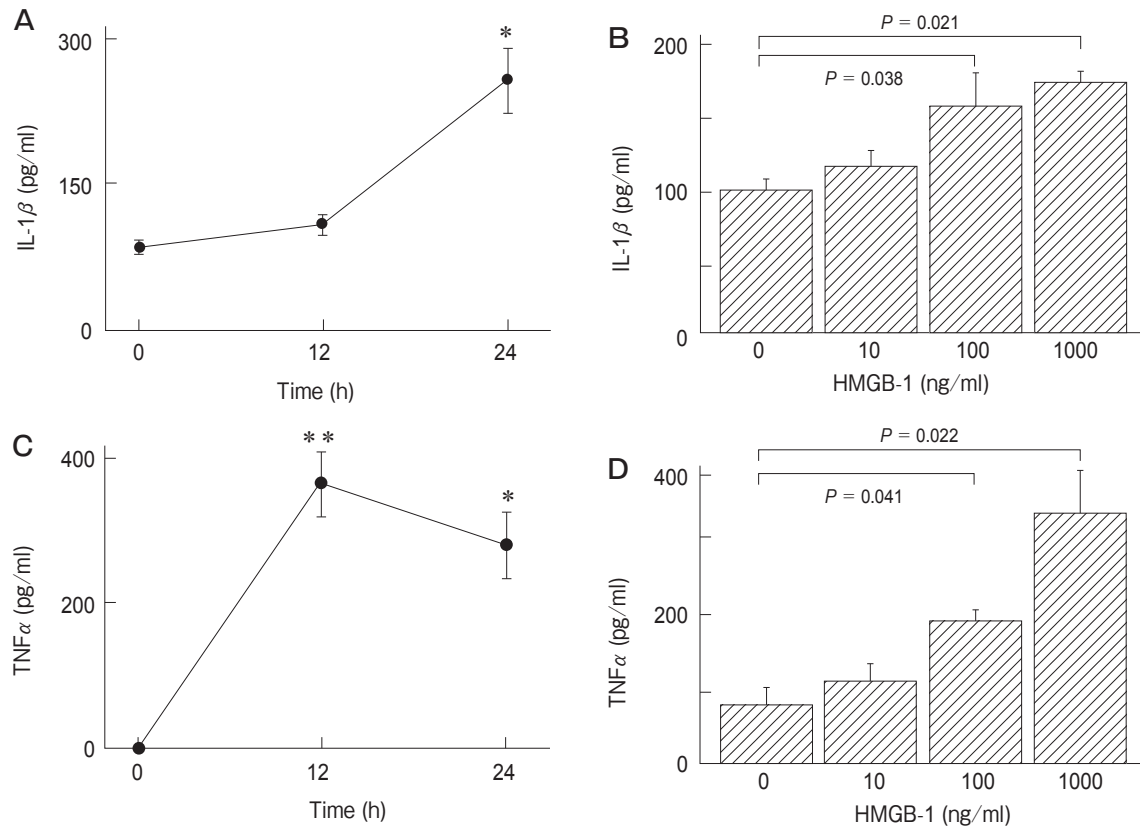 A
300
150
0
IL-1β (pg/ml)
*
0 12 24
Time (h)
B
P = 0.021
P = 0.038
200
100
0
IL-1β (pg/ml)
0 10 100 1000
HMGB-1 (ng/ml)
C
400
200
0
TNFα (pg/ml)
**
*
0 12 24
Time (h)
D
P = 0.022
P = 0.041
400
200
0
TNFα (pg/ml)
0 10 100 1000
HMGB-1 (ng/ml)